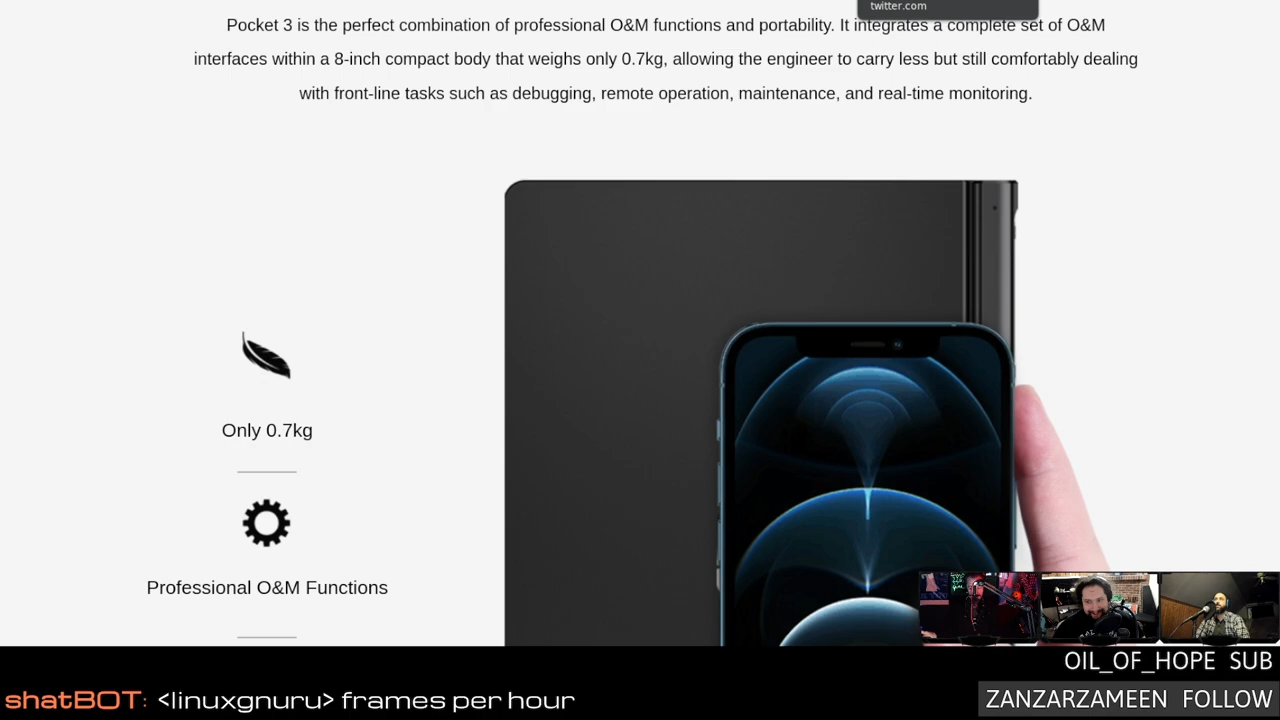 twitter.com
Pocket 3 is the perfect combination of professional O&M functions and portability. It integrates a complete set of O&M
interfaces within a 8-inch compact body that weighs only 0.7kg, allowing the engineer to carry less but still comfortably dealing
with front-line tasks such as debugging, remote operation, maintenance, and real-time monitoring.
Only 0.7kg
Professional O&M Functions
OIL_OF_HOPE SUB
shatBOT: <linuxgnuru> frames per hour
ZANZARZAMEEN FOLLOW